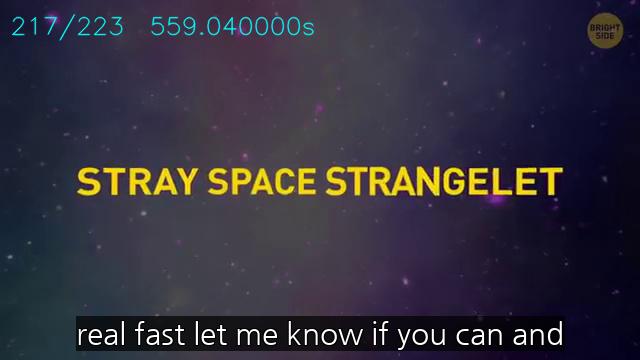 217/223 559.040000s
BRIGHT
SIDE
STRAY SPACE STRANGELET
real fast let me know if you can and